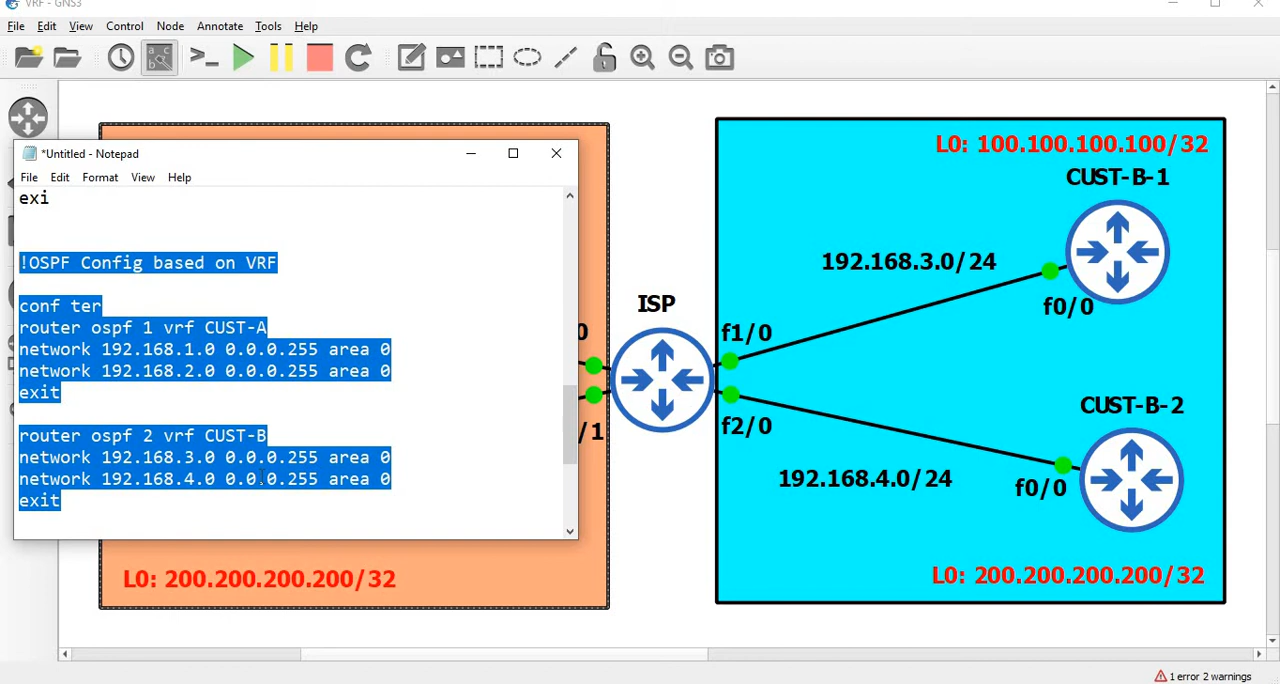 VRF - GNS3
File Edit View Control Node Annotate Tools Help
*Untitled - Notepad
File Edit Format View Help
exi
!OSPF Config based on VRF
conf ter
router ospf 1 vrf CUST-A
network 192.168.1.0 0.0.0.255 area 0
network 192.168.2.0 0.0.0.255 area 0
exit
router ospf 2 vrf CUST-B
network 192.168.3.0 0.0.0.255 area 0
network 192.168.4.0 0.0.0.255 area 0
exit
L0: 200.200.200.200/32
0
/1
ISP
f1/0
f2/0
L0: 100.100.100.100/32
CUST-B-1
192.168.3.0/24
f0/0
CUST-B-2
192.168.4.0/24
f0/0
L0: 200.200.200.200/32
1 error 2 warnings